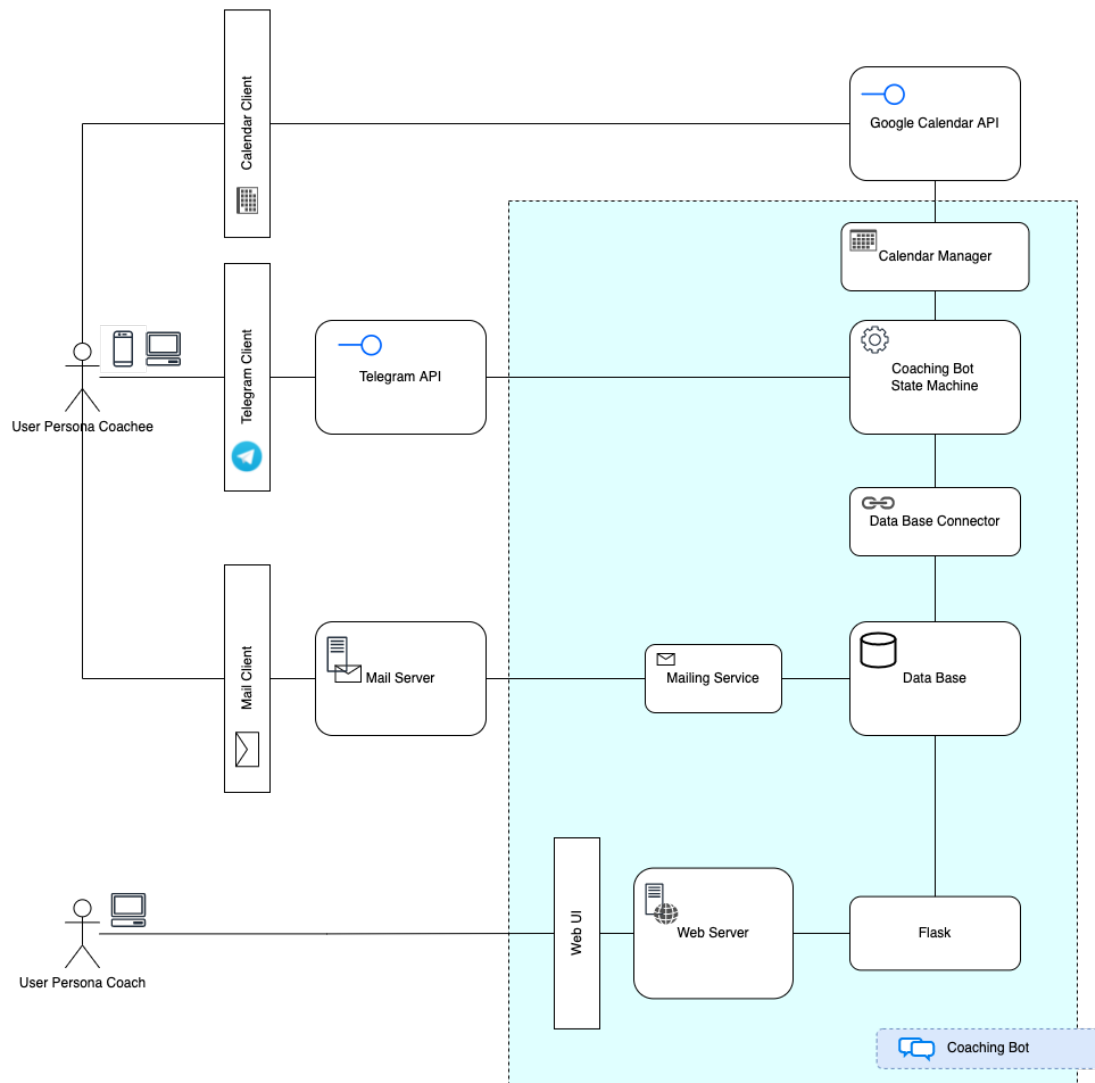 Calendar Client
Google Calendar API
Calendar Manager
Telegram Client
Telegram API
Coaching Bot
State Machine
User Persona Coachee
Data Base Connector
Mail Client
Mail Server
Mailing Service
Data Base
Web UI
Web Server
Flask
User Persona Coach
Coaching Bot